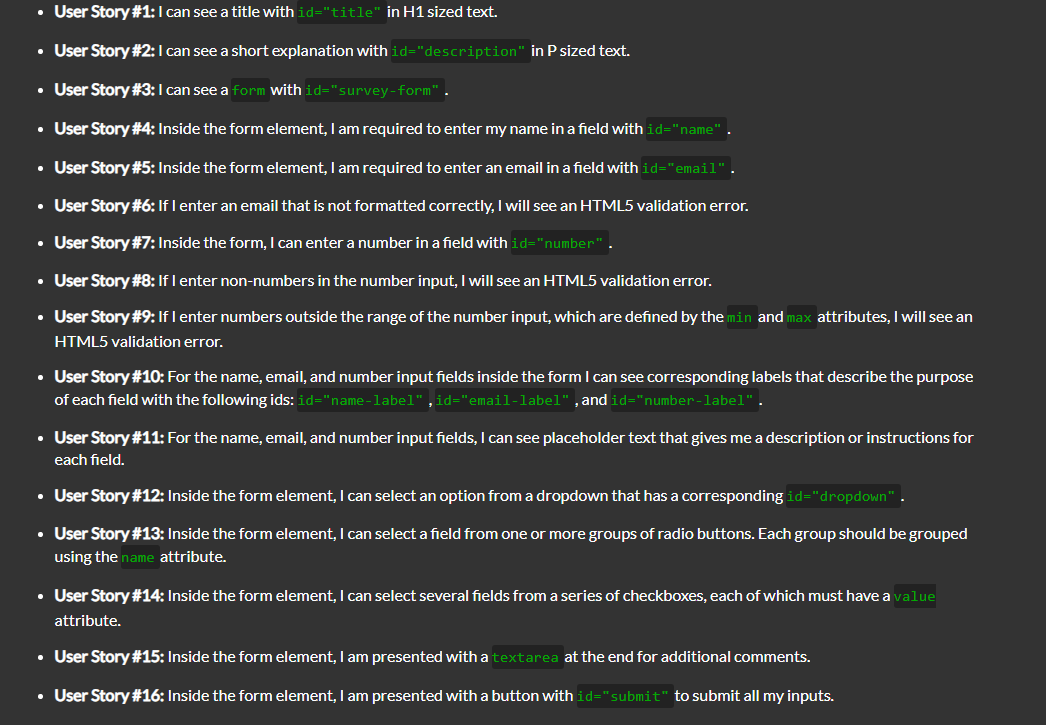 User Story #1: I can see a title with id="title" in H1 sized text.
User Story #2: I can see a short explanation with id="description" in P sized text.
User Story #3: I can see a form with id="survey-form" .
User Story #4: Inside the form element, I am required to enter my name in a field with id="name" .
User Story #5: Inside the form element, I am required to enter an email in a field with id="email" .
User Story #6: If I enter an email that is not formatted correctly, I will see an HTML5 validation error.
User Story #7: Inside the form, I can enter a number in a field with id="number" .
User Story #8: If I enter non-numbers in the number input, I will see an HTML5 validation error.
User Story #9: If I enter numbers outside the range of the number input, which are defined by the min and max attributes, I will see an
HTML5 validation error.
User Story #10: For the name, email, and number input fields inside the form I can see corresponding labels that describe the purpose
of each field with the following ids: id="name-label" , id="email-label" , and id="number-label" .
User Story #11: For the name, email, and number input fields, I can see placeholder text that gives me a description or instructions for
each field.
User Story #12: Inside the form element, I can select an option from a dropdown that has a corresponding id="dropdown" .
User Story #13: Inside the form element, I can select a field from one or more groups of radio buttons. Each group should be grouped
using the name attribute.
User Story #14: Inside the form element, I can select several fields from a series of checkboxes, each of which must have a value
attribute.
User Story #15: Inside the form element, I am presented with a textarea at the end for additional comments.
User Story #16: Inside the form element, I am presented with a button with id="submit" to submit all my inputs.